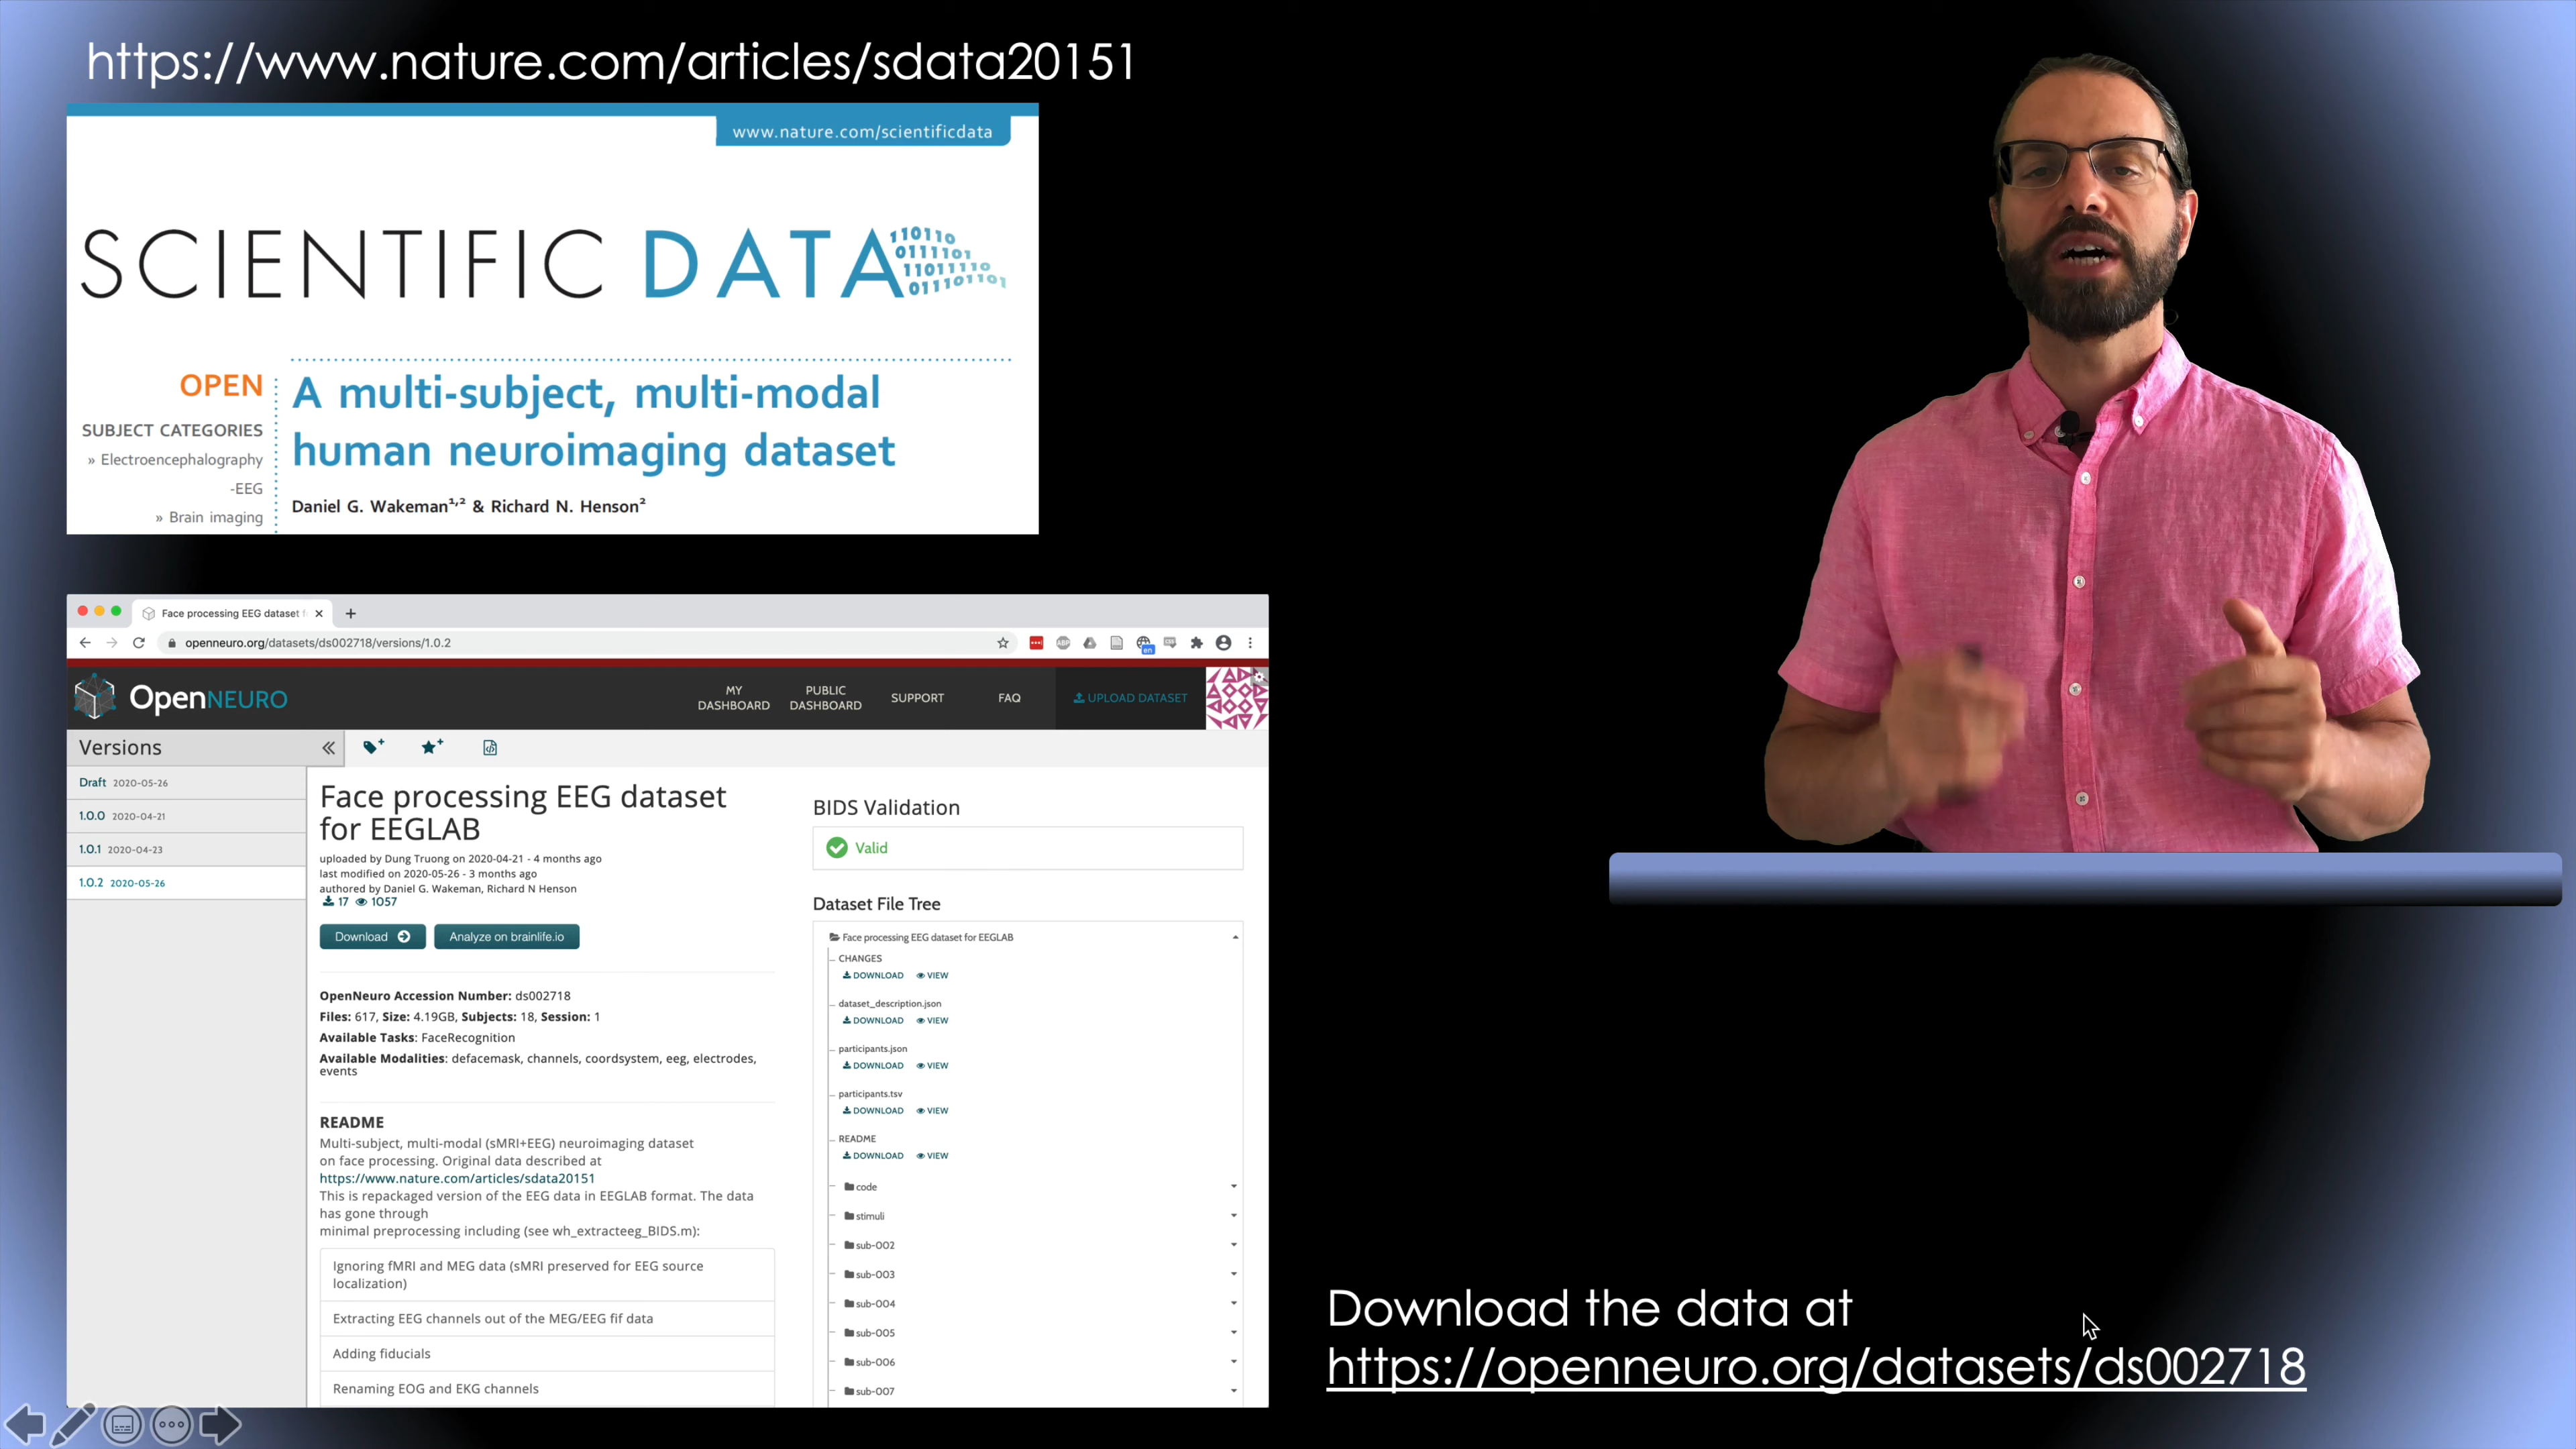 https://www.nature.com/articles/sdata20151
www.nature.com/scientificdata
SCIENTIFIC DATA
110110
0111101
11011110
011101101
OPEN
SUBJECT CATEGORIES
» Electroencephalography
-EEG
» Brain imaging
A multi-subject, multi-modal
human neuroimaging dataset
Daniel G. Wakeman1,2 & Richard N. Henson2
Face processing EEG dataset f
openneuro.org/datasets/ds002718/versions/1.0.2
ABP
en
OpenNEURO
MY DASHBOARD
PUBLIC DASHBOARD
SUPPORT
FAQ
UPLOAD DATASET
Versions
Draft 2020-05-26
1.0.0 2020-04-21
1.0.1 2020-04-23
1.0.2 2020-05-26
Face processing EEG dataset
for EEGLAB
uploaded by Dung Truong on 2020-04-21 - 4 months ago
last modified on 2020-05-26 - 3 months ago
authored by Daniel G. Wakeman, Richard N Henson
17 1057
Download
Analyze on brainlife.io
OpenNeuro Accession Number: ds002718
Files: 617, Size: 4.19GB, Subjects: 18, Session: 1
Available Tasks: FaceRecognition
Available Modalities: defacemask, channels, coordsystem, eeg, electrodes,
events
README
Multi-subject, multi-modal (sMRI+EEG) neuroimaging dataset
on face processing. Original data described at
https://www.nature.com/articles/sdata20151
This is repackaged version of the EEG data in EEGLAB format. The data
has gone through
minimal preprocessing including (see wh_extracteeg_BIDS.m):
Ignoring fMRI and MEG data (sMRI preserved for EEG source
localization)
Extracting EEG channels out of the MEG/EEG fif data
Adding fiducials
Renaming EOG and EKG channels
BIDS Validation
Valid
Dataset File Tree
Face processing EEG dataset for EEGLAB
CHANGES
DOWNLOAD VIEW
dataset_description.json
DOWNLOAD VIEW
participants.json
DOWNLOAD VIEW
participants.tsv
DOWNLOAD VIEW
README
DOWNLOAD VIEW
code
stimuli
sub-002
sub-003
sub-004
sub-005
sub-006
sub-007
Download the data at
https://openneuro.org/datasets/ds002718